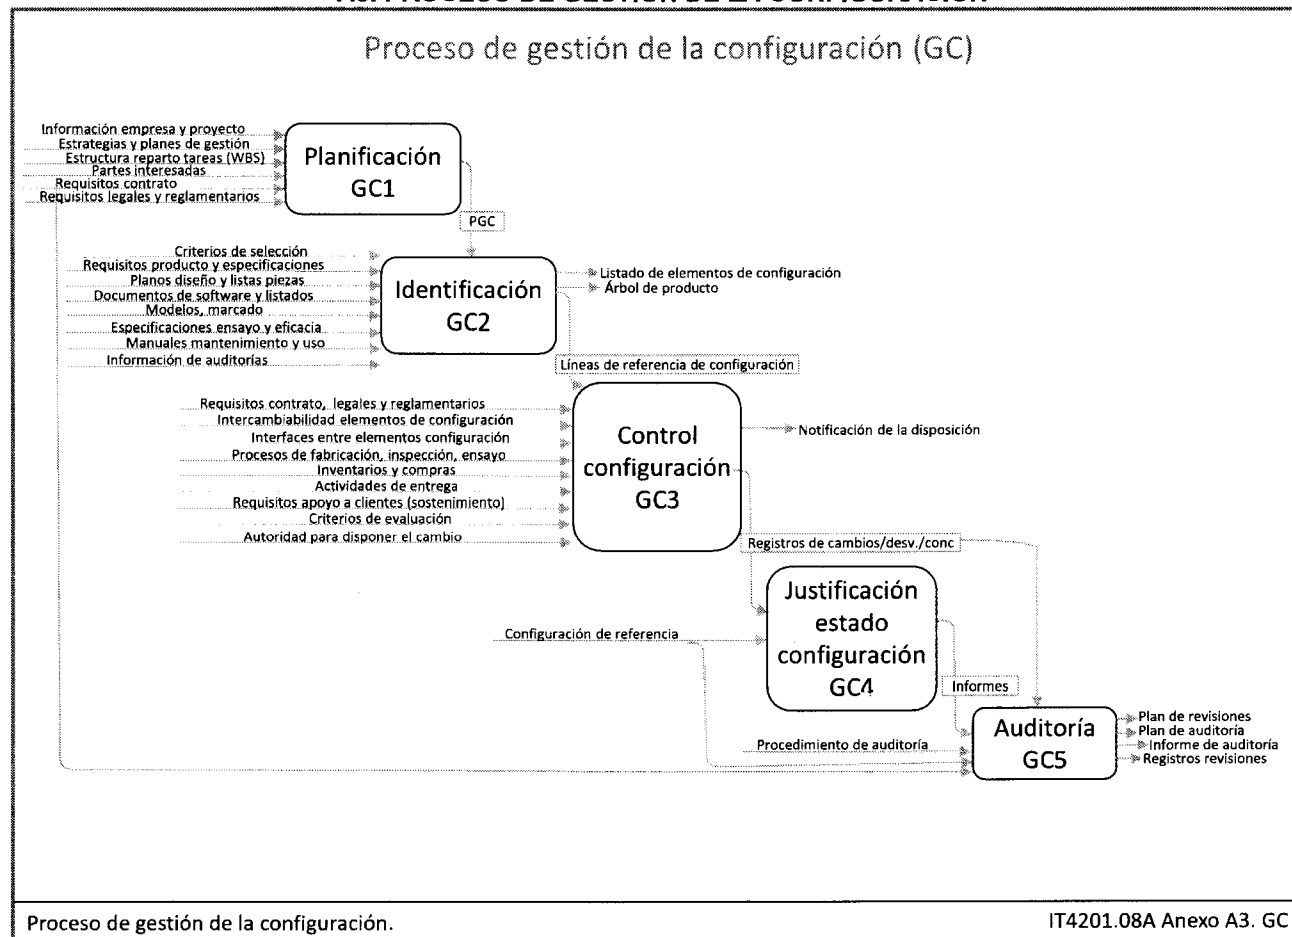 Proceso de gestión de la configuración (GC)
Información empresa y proyecto
Estrategias y planes de gestión
Estructura reparto tareas (WBS)
Partes interesadas
Requisitos contrato
Requisitos legales y reglamentarios
Planificación
GC1
PGC
Criterios de selección
Requisitos producto y especificaciones
Planos diseño y listas piezas
Documentos de software y listados
Modelos, marcado
Especificaciones ensayo y eficacia
Manuales mantenimiento y uso
Información de auditorías
Identificación
GC2
Listado de elementos de configuración
Árbol de producto
Líneas de referencia de configuración
Requisitos contrato, legales y reglamentarios
Intercambiabilidad elementos de configuración
Interfaces entre elementos configuración
Procesos de fabricación, inspección, ensayo
Inventarios y compras
Actividades de entrega
Requisitos apoyo a clientes (sostenimiento)
Criterios de evaluación
Autoridad para disponer el cambio
Control
configuración
GC3
Notificación de la disposición
Registros de cambios/desv./conc
Configuración de referencia
Justificación
estado
configuración
GC4
Informes
Procedimiento de auditoría
Auditoría
GC5
Plan de revisiones
Plan de auditoría
Informe de auditoría
Registros revisiones
Proceso de gestión de la configuración.
IT4201.08A Anexo A3. GC